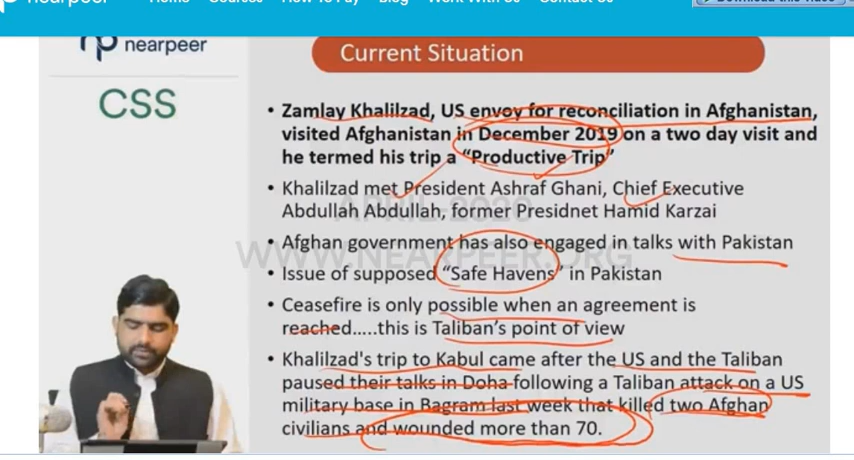 Home Courses How To Pay Blog Work With Us Contact Us
Download this video
nearpeer
CSS
Current Situation
• Zamlay Khalilzad, US envoy for reconciliation in Afghanistan,
visited Afghanistan in December 2019 on a two day visit and
he termed his trip a “Productive Trip”
• Khalilzad met President Ashraf Ghani, Chief Executive
Abdullah Abdullah, former Presidnet Hamid Karzai
• Afghan government has also engaged in talks with Pakistan
• Issue of supposed “Safe Havens” in Pakistan
• Ceasefire is only possible when an agreement is
reached.....this is Taliban's point of view
• Khalilzad's trip to Kabul came after the US and the Taliban
paused their talks in Doha following a Taliban attack on a US
military base in Bagram last week that killed two Afghan
civilians and wounded more than 70.
APRIL-2020
WWW.NEARPEER.ORG